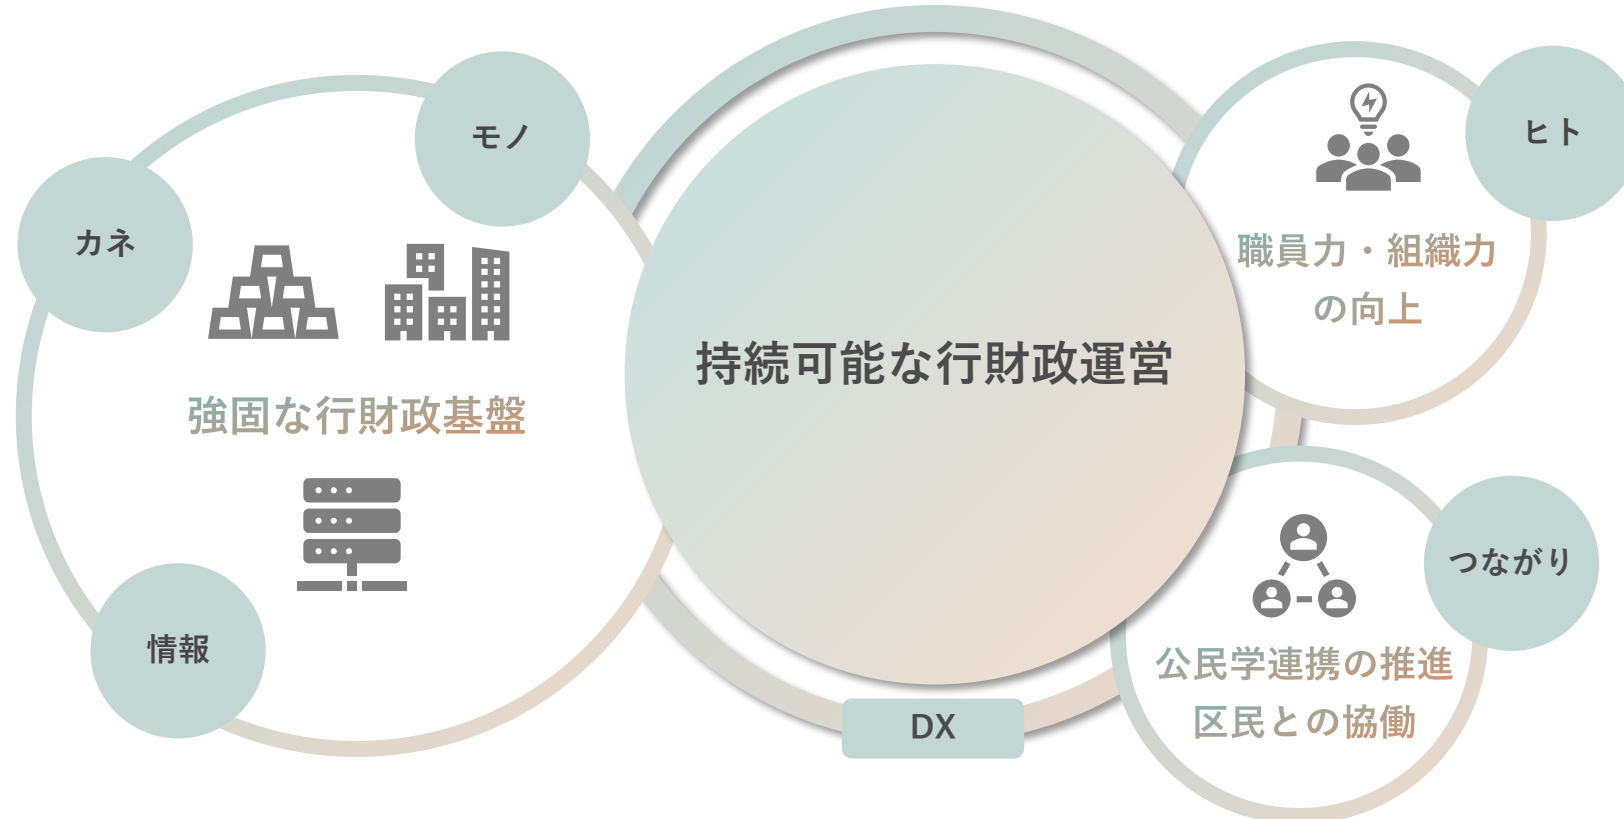 モノ
カネ
強固な行財政基盤
情報
持続可能な行財政運営
DX
ヒト
職員力・組織力
の向上
つながり
公民学連携の推進
区民との協働